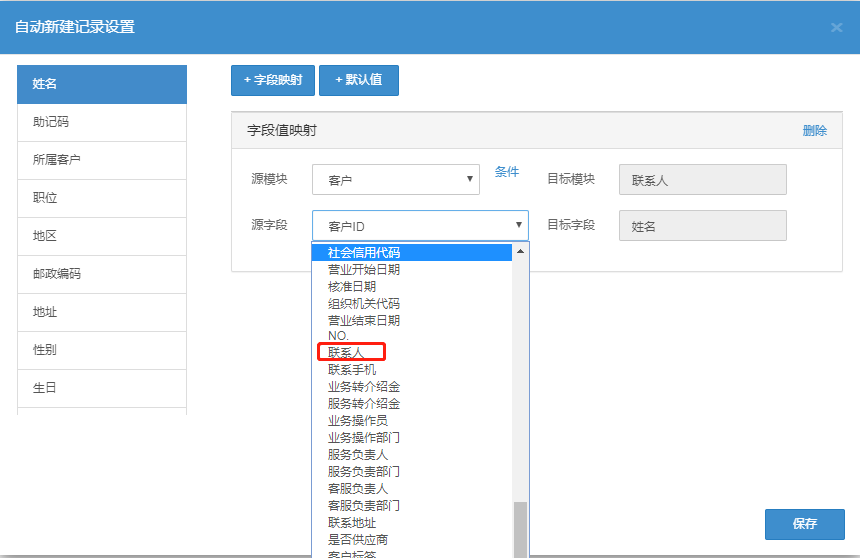 自动新建记录设置
×
姓名
助记码
所属客户
职位
地区
邮政编码
地址
性别
生日
+ 字段映射 + 默认值
字段值映射 删除
源模块 客户 条件 目标模块 联系人
源字段 客户ID 目标字段 姓名
社会信用代码
营业开始日期
核准日期
组织机关代码
营业结束日期
NO.
联系人
联系手机
业务转介绍金
服务转介绍金
业务操作员
业务操作部门
服务负责人
服务负责部门
客服负责人
客服负责部门
联系地址
是否供应商
客户标签
保存